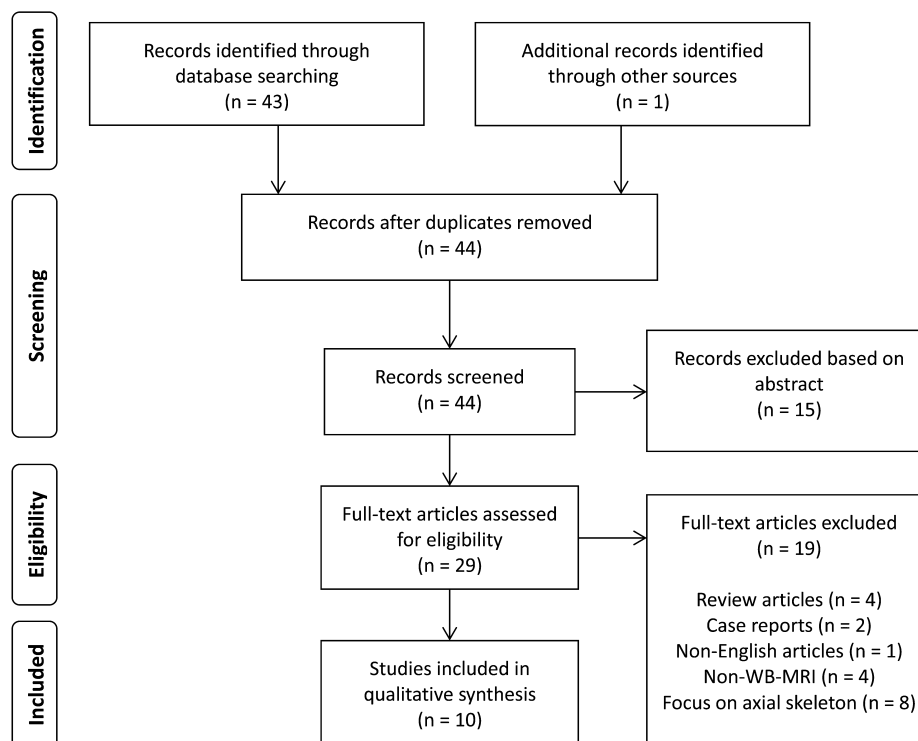 Identification
Records identified through
database searching
(n = 43)
Additional records identified
through other sources
(n = 1)
Screening
Records after duplicates removed
(n = 44)
Records screened
(n = 44)
Records excluded based on
abstract
(n = 15)
Eligibility
Full-text articles assessed
for eligibility
(n = 29)
Full-text articles excluded
(n = 19)
Review articles (n = 4)
Case reports (n = 2)
Non-English articles (n = 1)
Non-WB-MRI (n = 4)
Focus on axial skeleton (n = 8)
Included
Studies included in
qualitative synthesis
(n = 10)